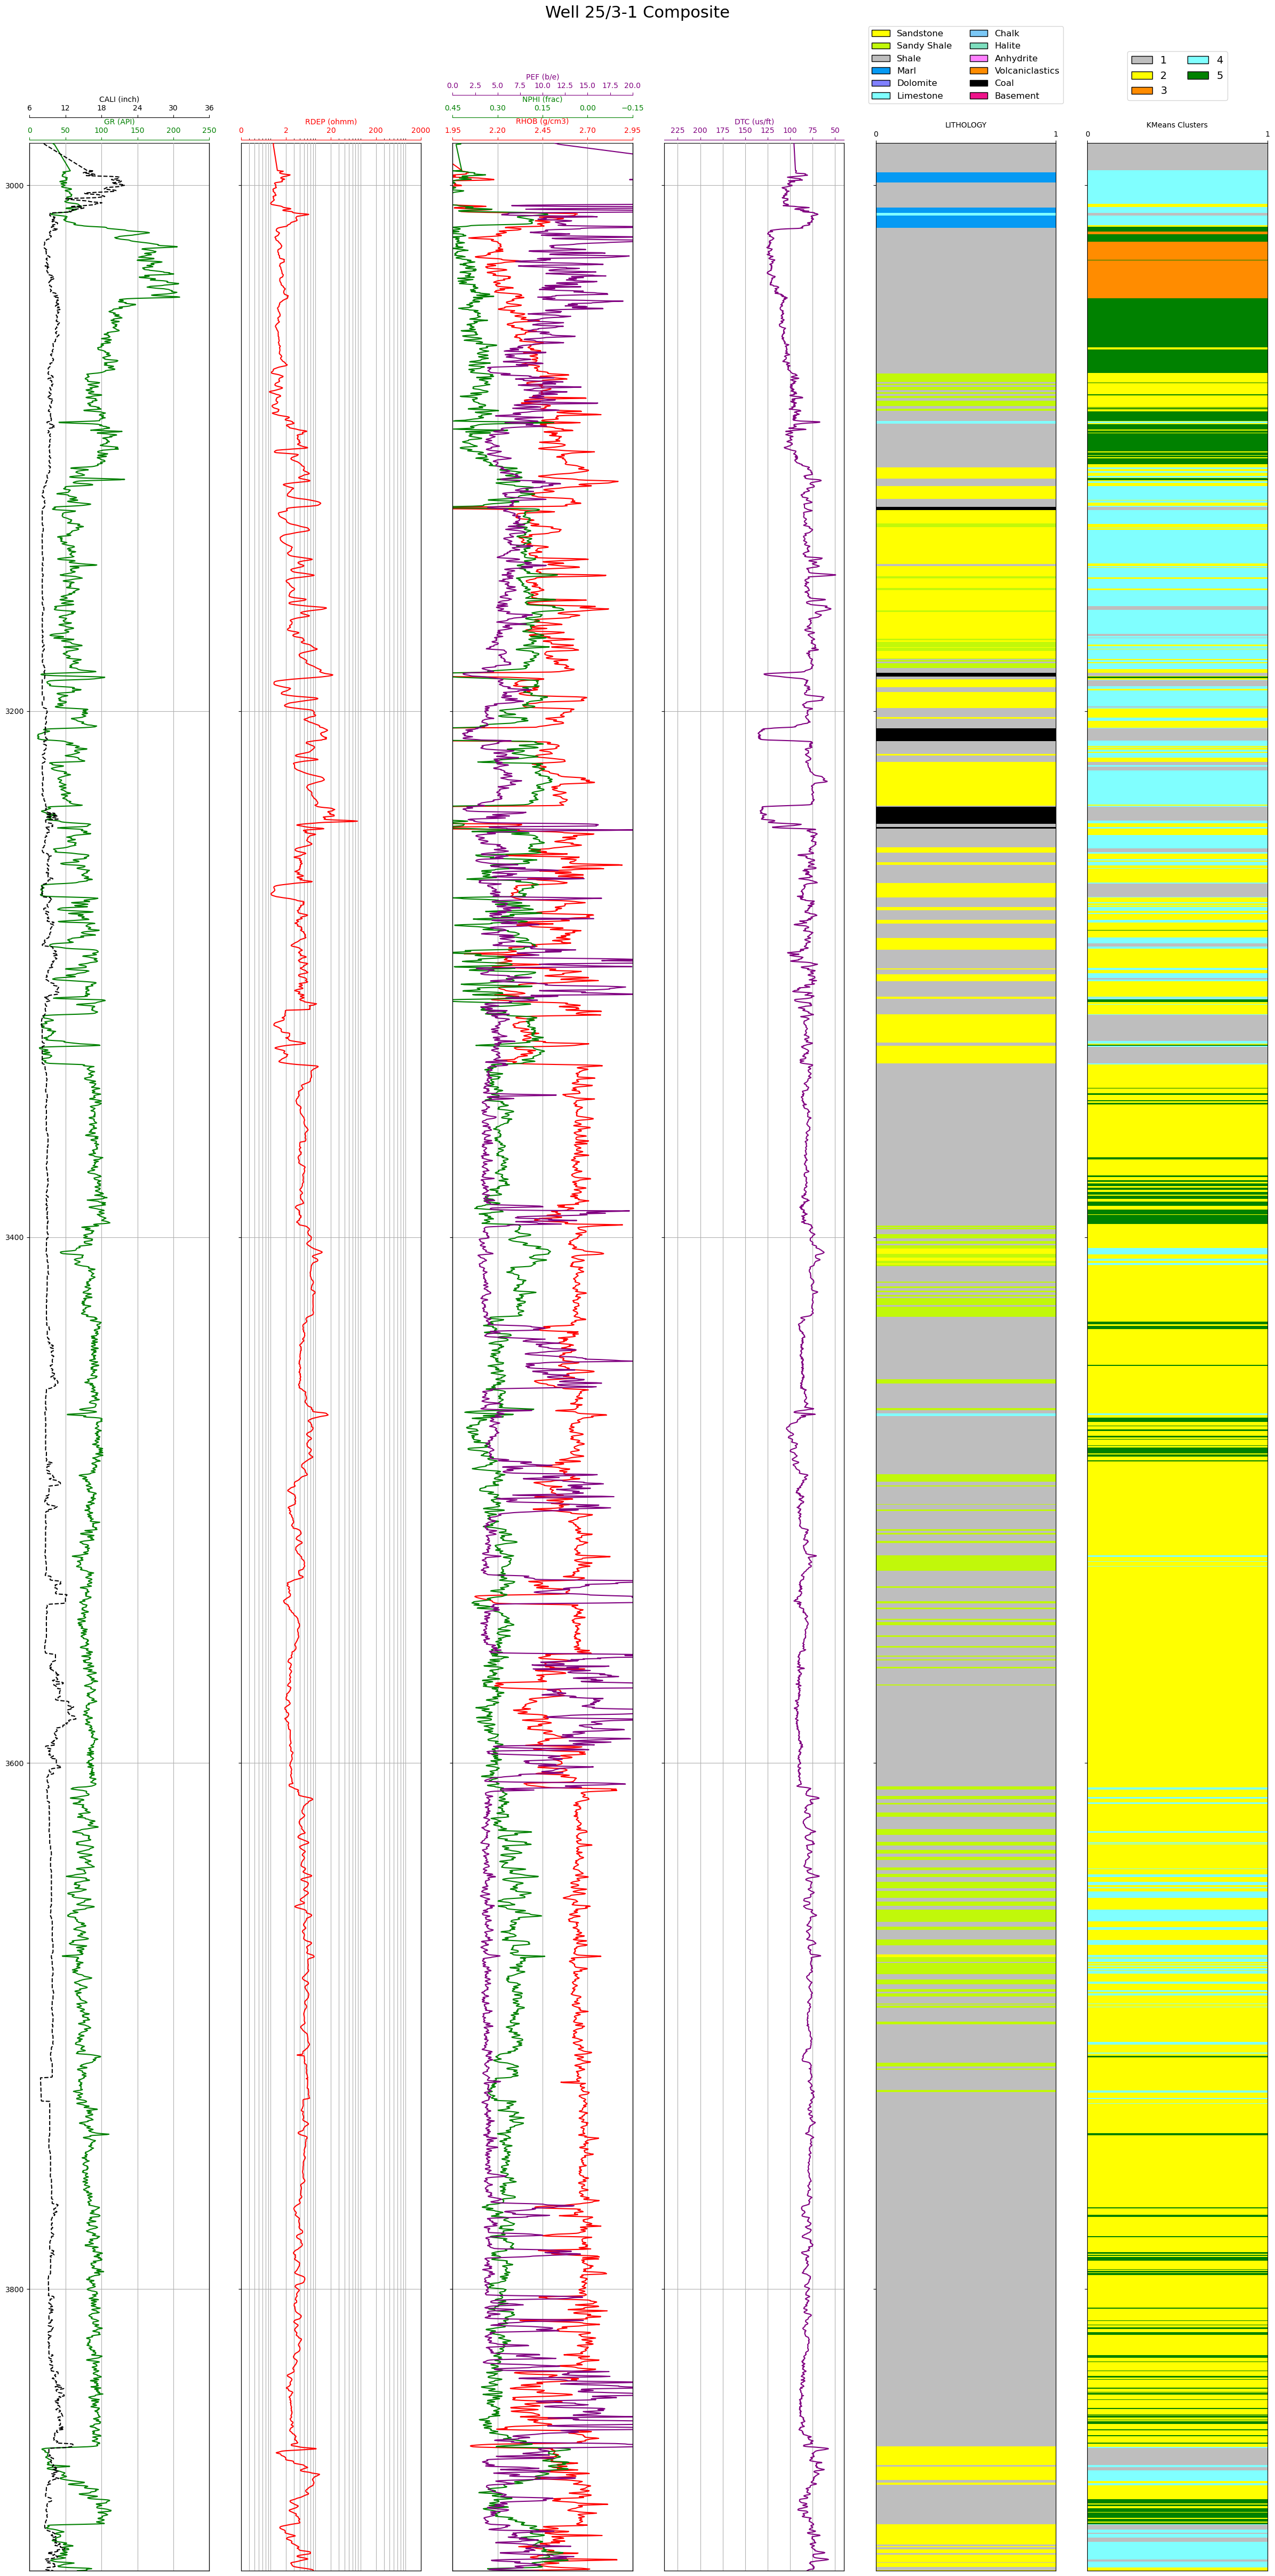 Well 25/3-1 Composite
Sandstone Chalk
Sandy Shale Halite
Shale Anhydrite
Marl Volcaniclastics
Dolomite Coal
Limestone Basement
1 4
2 5
3
PEF (b/e)
0.0 2.5 5.0 7.5 10.0 12.5 15.0 17.5 20.0
CALI (inch)
6 12 18 24 30 36
NPHI (frac)
0.45 0.30 0.15 0.00 −0.15
GR (API)
0 50 100 150 200 250
RDEP (ohmm)
0 2 20 200 2000
RHOB (g/cm3)
1.95 2.20 2.45 2.70 2.95
DTC (us/ft)
225 200 175 150 125 100 75 50
LITHOLOGY
0 1
KMeans Clusters
0 1
3000
3200
3400
3600
3800